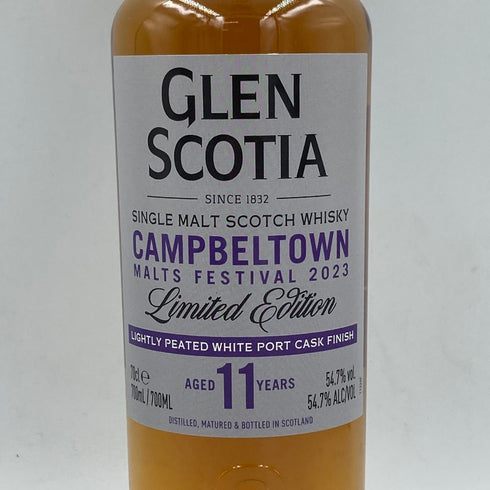 GLEN
SCOTIA
SINCE 1832
SINGLE MALT SCOTCH WHISKY
CAMPBELTOWN
MALTS FESTIVAL 2023
Limited Edition
LIGHTLY PEATED WHITE PORT CASK FINISH
70cl e
700mL / 700ML
AGED 11 YEARS
54.7% vol.
54.7% ALC/VOL
DISTILLED, MATURED & BOTTLED IN SCOTLAND